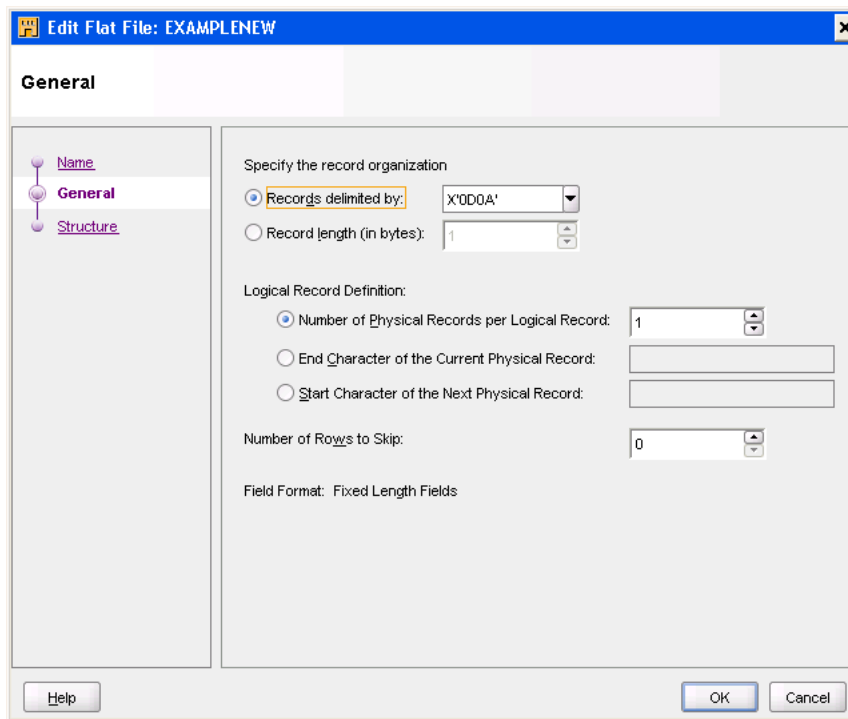 Edit Flat File: EXAMPLENEW
General
Name
General
Structure
Specify the record organization
Records delimited by: X'0D0A'
Record length (in bytes): 1
Logical Record Definition:
Number of Physical Records per Logical Record: 1
End Character of the Current Physical Record:
Start Character of the Next Physical Record:
Number of Rows to Skip: 0
Field Format: Fixed Length Fields
Help OK Cancel